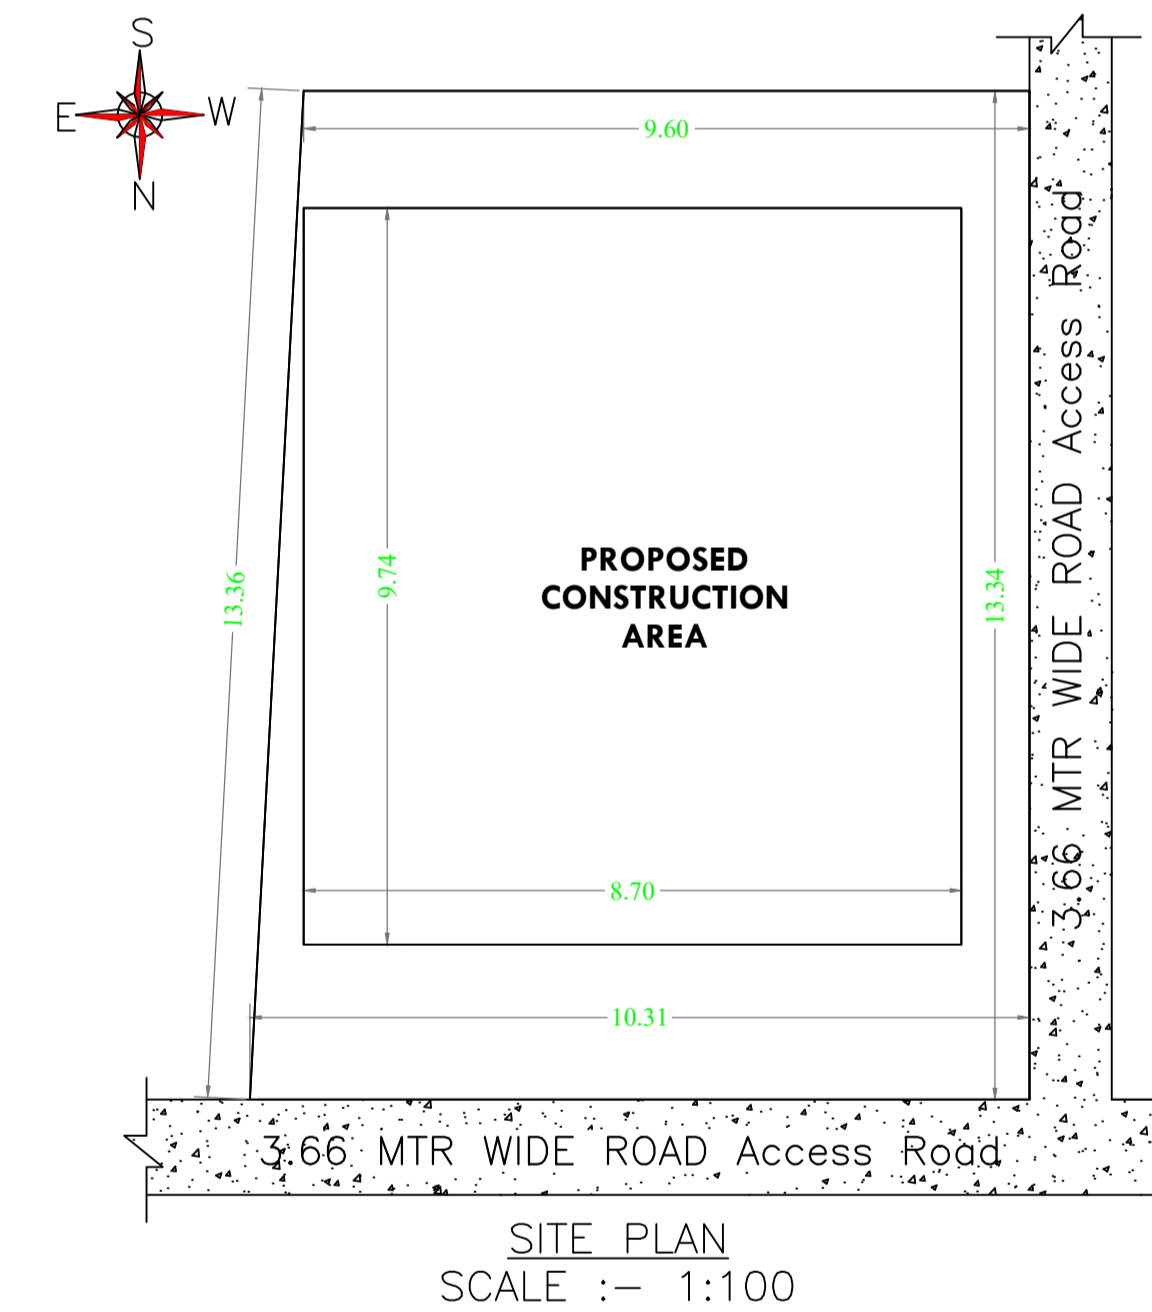 S
E
W
N
9.60
13.36
9.74
13.34
PROPOSED
CONSTRUCTION
AREA
8.70
10.31
3.66 MTR WIDE ROAD Access Road
3.66 MTR WIDE ROAD Access Road
SITE PLAN
SCALE :- 1:100